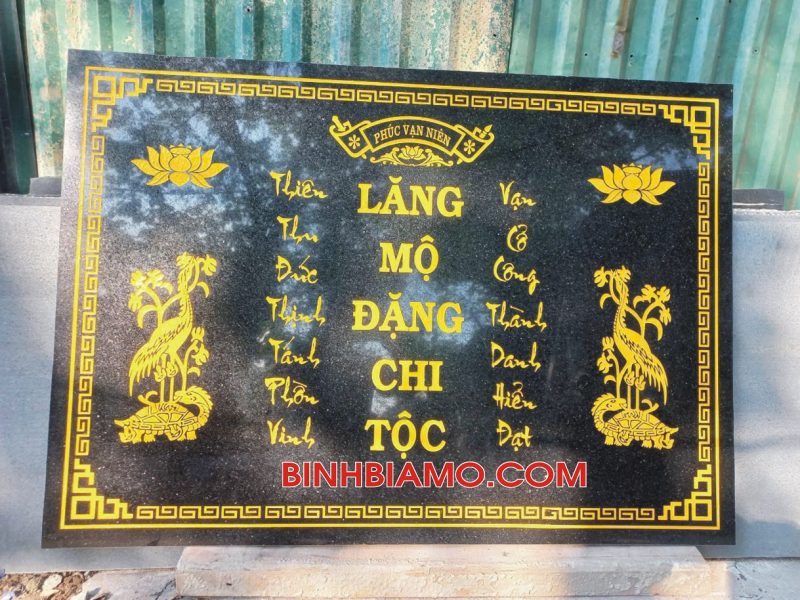 PHÚC VẠN NIÊN
LĂNG
MỘ
ĐẶNG
CHI
TỘC
Thiên
Thu
Đức
Thịnh
Tánh
Phồn
Vinh
Vạn
Cổ
Công
Thành
Danh
Hiển
Đạt
BINHBIAMO.COM